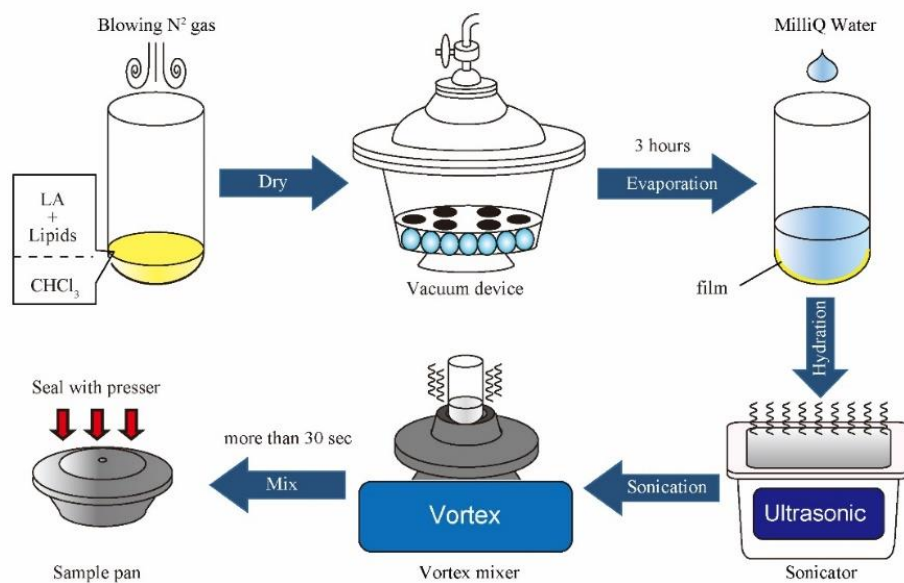 Blowing N² gas
LA
+
Lipids
CHCl₃
Dry
Vacuum device
3 hours
Evaporation
MilliQ Water
film
Hydration
Ultrasonic
Sonicator
Sonication
Vortex
Vortex mixer
more than 30 sec
Mix
Seal with presser
Sample pan